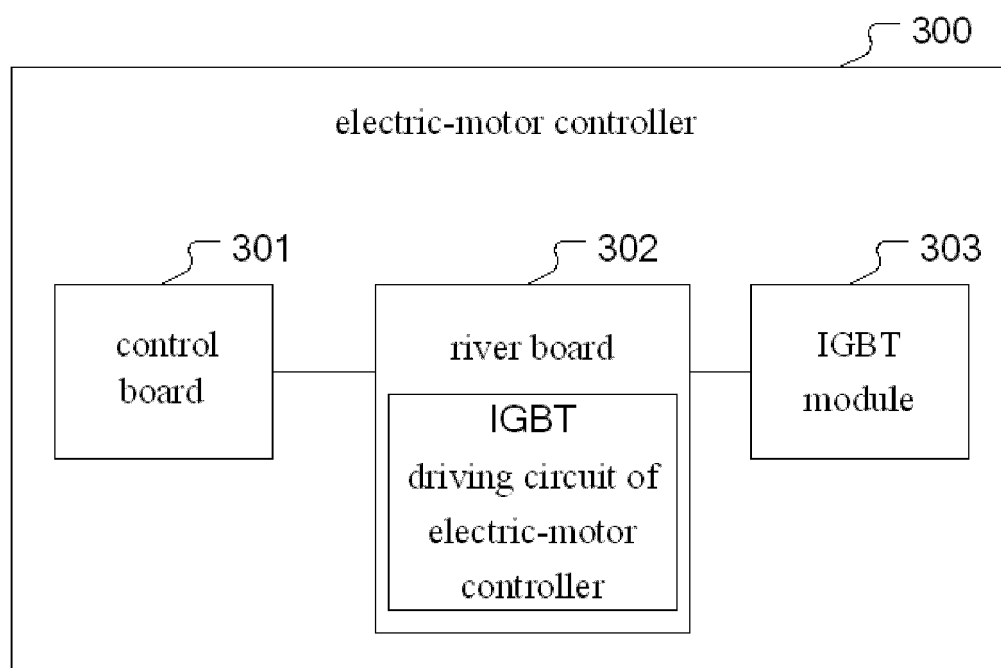 300
electric-motor controller
301
302
303
control
board
river board
IGBT
driving circuit of
electric-motor
controller
IGBT
module